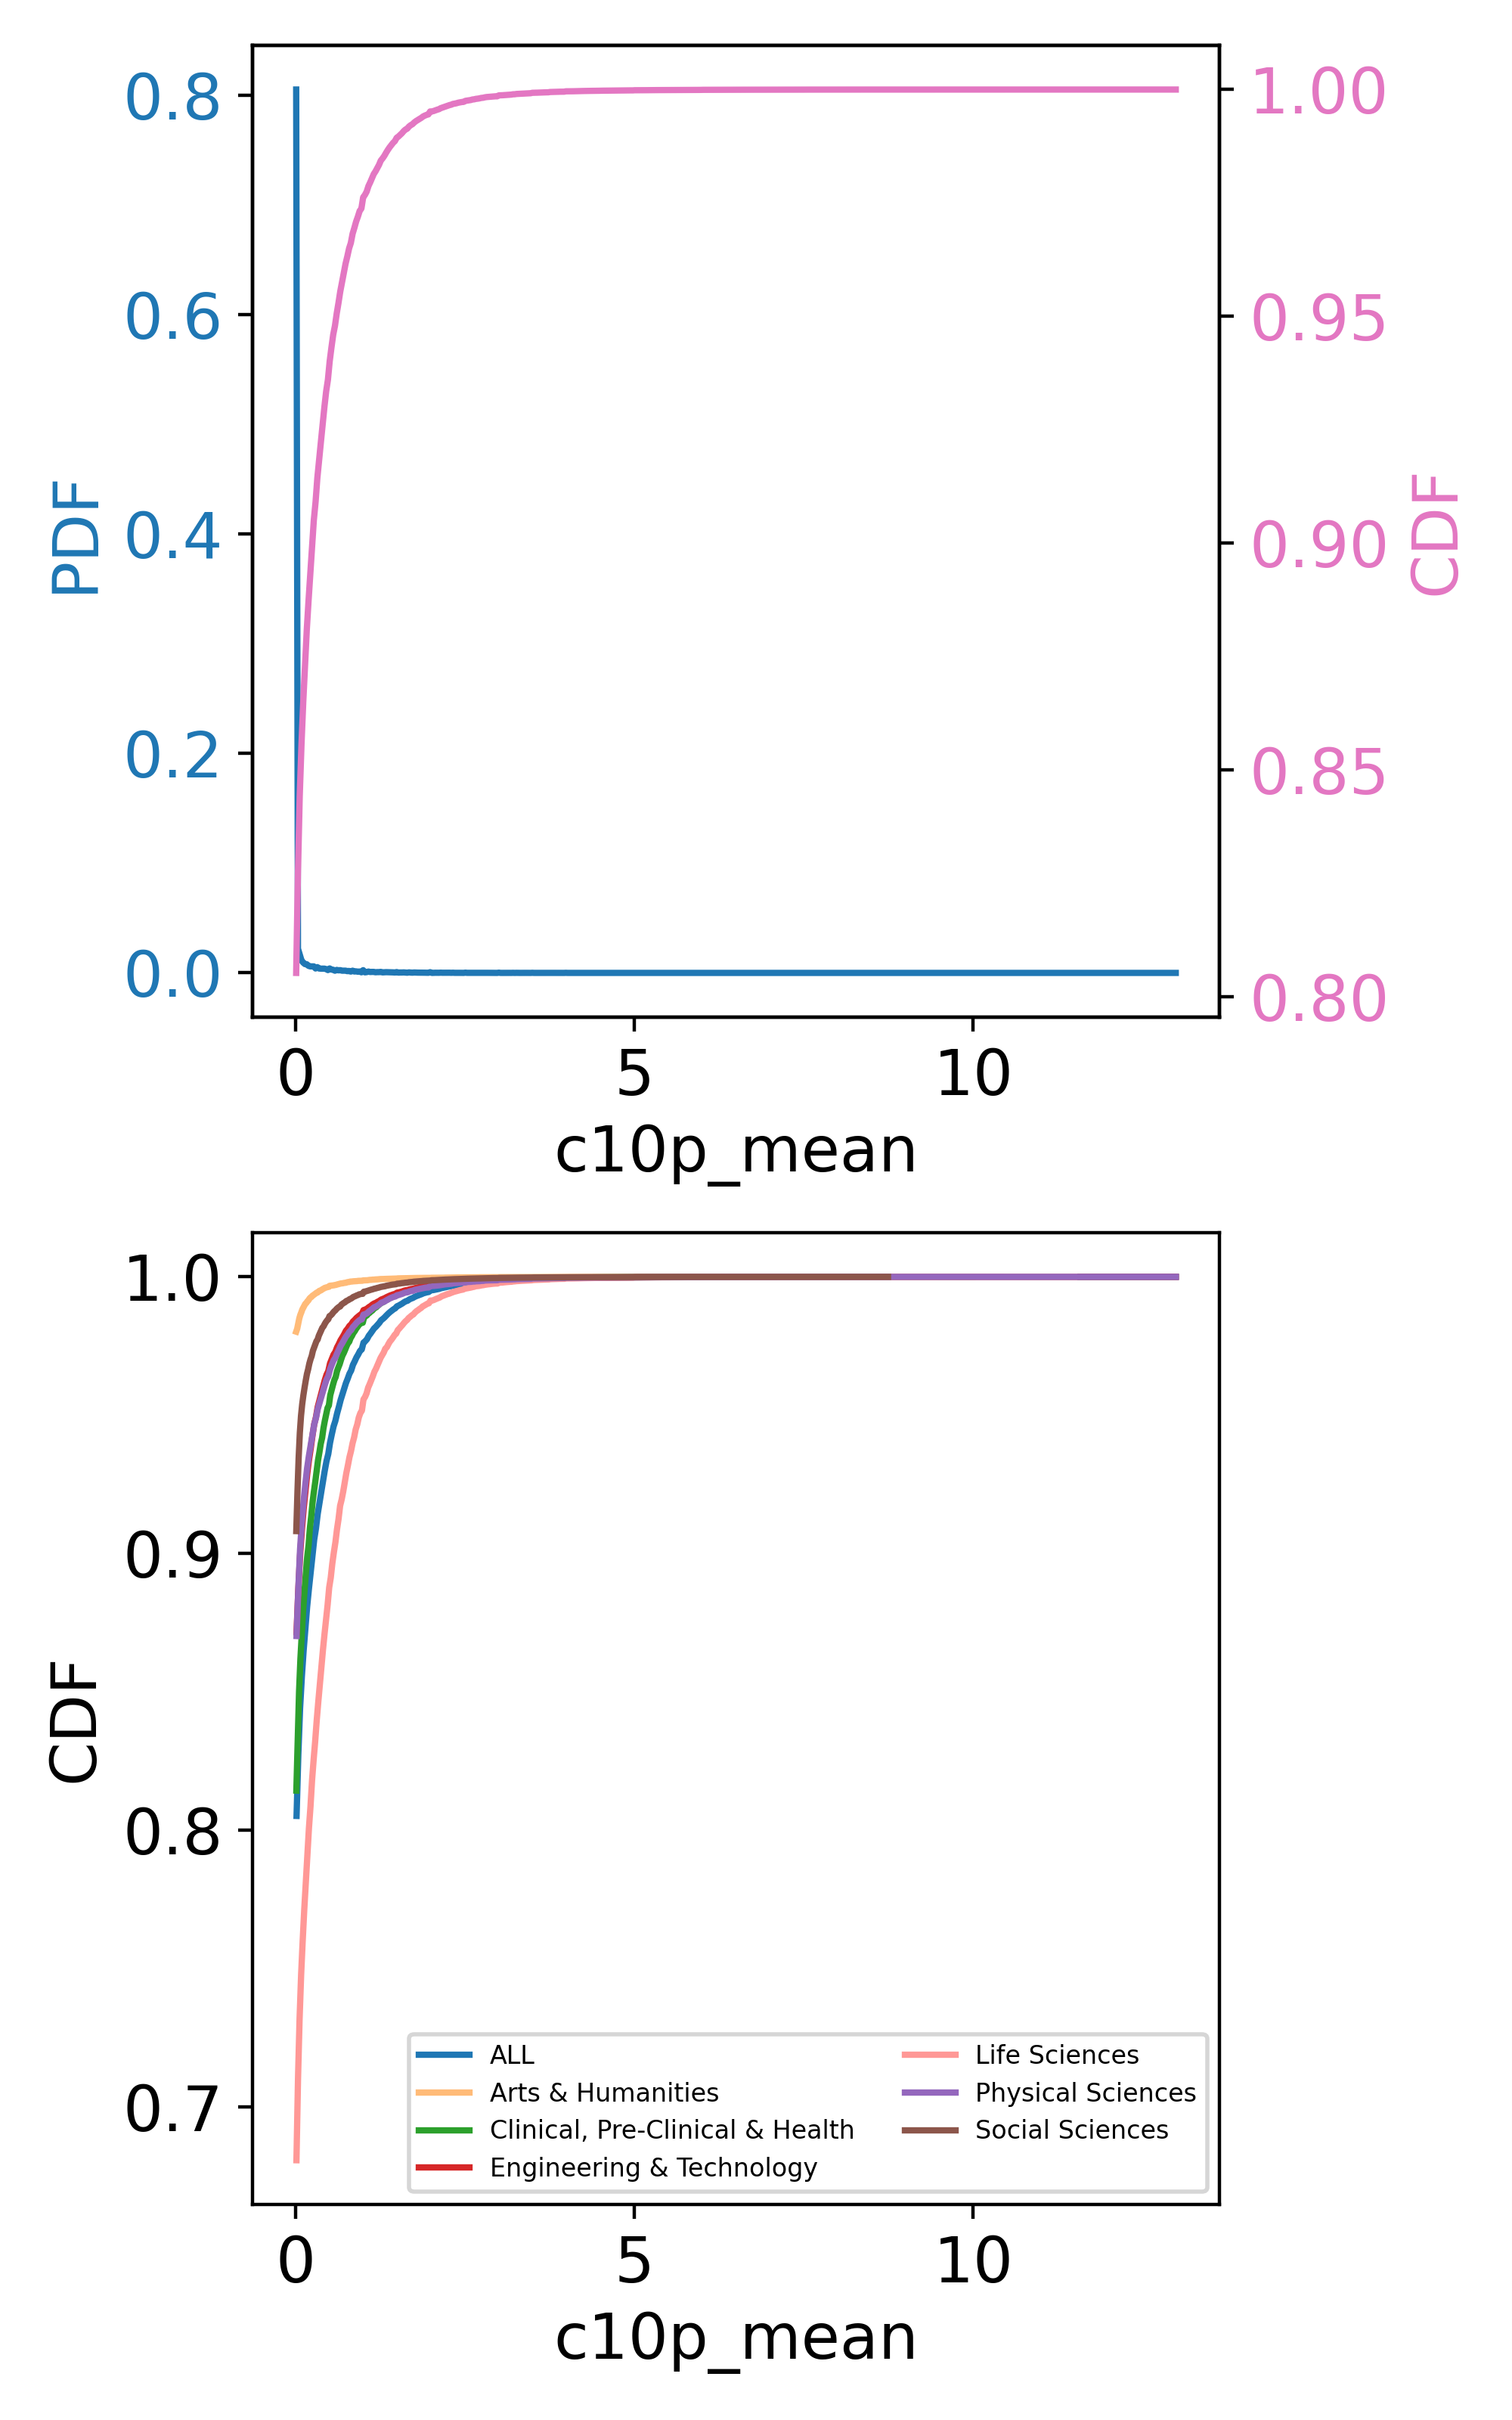 0.8
0.6
0.4
0.2
0.0
PDF
1.00
0.95
0.90
0.85
0.80
CDF
0 5 10
c10p_mean
1.0
0.9
0.8
0.7
CDF
ALL
Arts & Humanities
Clinical, Pre-Clinical & Health
Engineering & Technology
Life Sciences
Physical Sciences
Social Sciences
0 5 10
c10p_mean